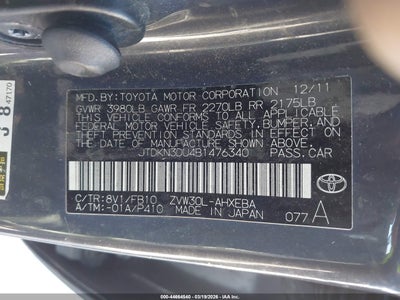 MFD.BY:TOYOTA MOTOR CORPORATION 12/11
GVWR 3980LB GAWR FR 2270LB RR 2175LB
THIS VEHICLE CONFORMS TO ALL APPLICABLE
FEDERAL MOTOR VEHICLE SAFETY,BUMPER,AND
THEFT PREVENTION STANDARDS IN EFFECT ON
THE DATE OF MANUFACTURE SHOWN ABOVE.
JTDKN3DU4B1476340 PASS.CAR
C/TR:8V1/FB10 ZVW30L-AHXEBA
A/TM:-01A/P410 MADE IN JAPAN
077 A
47170
000-44664540 - 03/19/2026 - IAAI